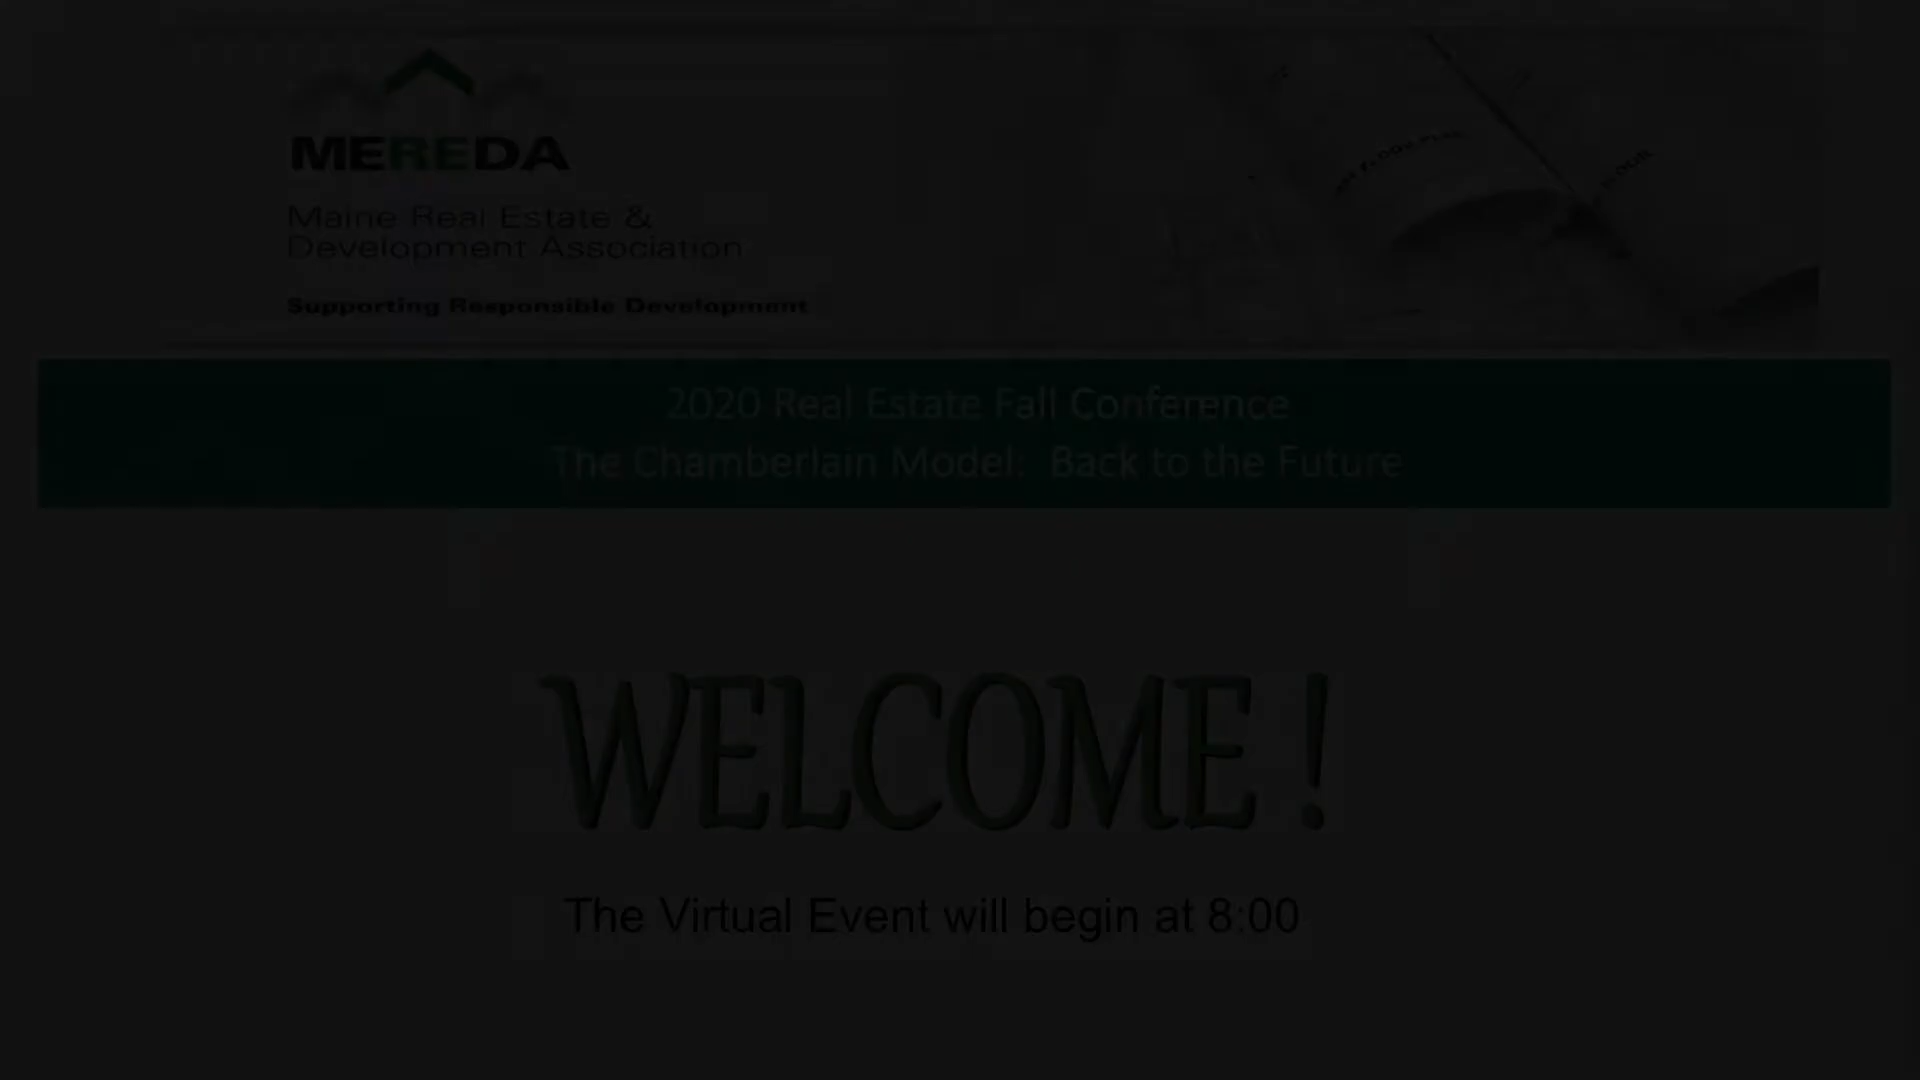 MEREDA
Maine Real Estate &
Development Association
Supporting Responsible Development
2020 Real Estate Fall Conference
The Chamberlain Model: Back to the Future
WELCOME !
The Virtual Event will begin at 8:00